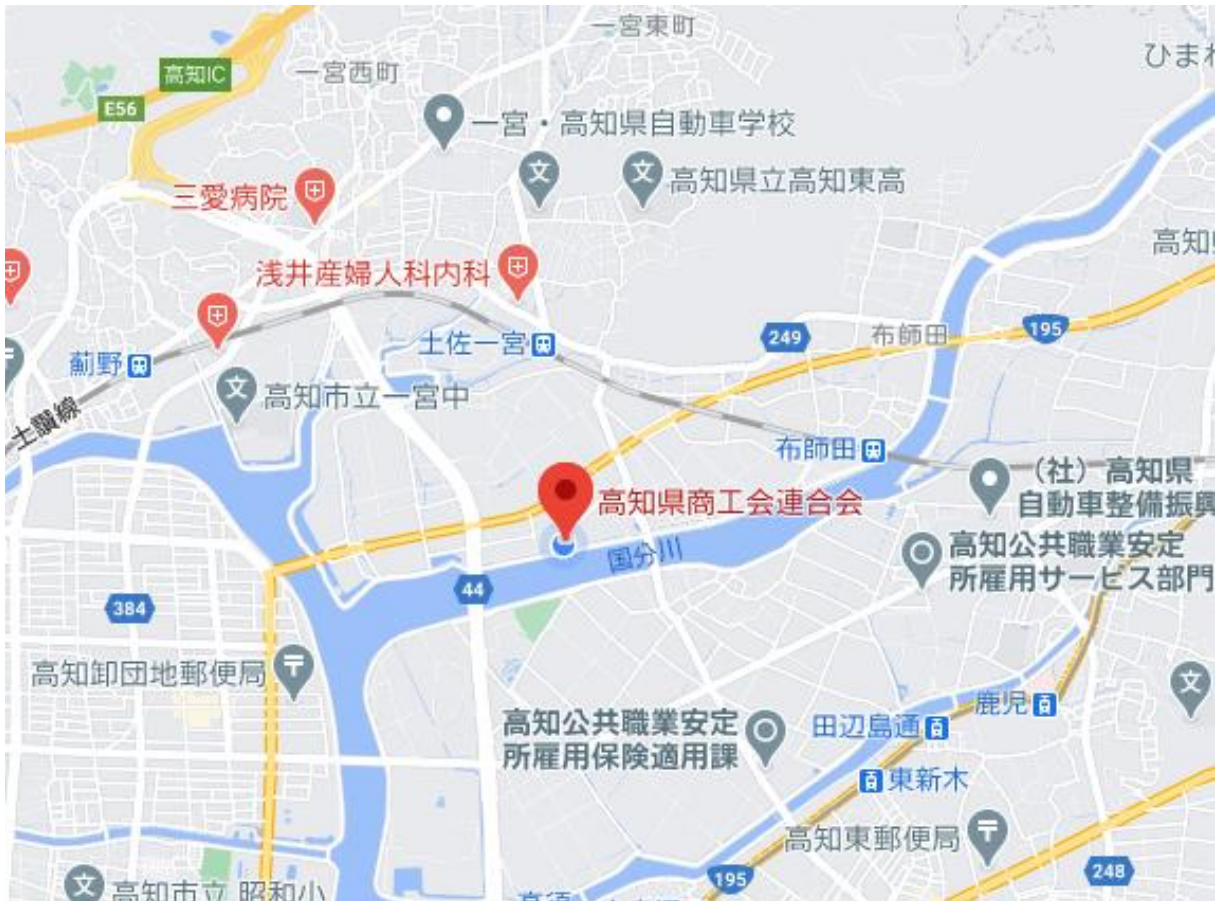 一宮東町
ひまわ
高知IC
一宮西町
E56
一宮・高知県自動車学校
三愛病院
高知県立高知東高
高知県
浅井産婦人科内科
195
249
布師田
土佐一宮
薊野
高知市立一宮中
土讃線
布師田
(社)高知県
自動車整備振興
高知県商工会連合会
国分川
高知公共職業安定
所雇用サービス部門
44
384
高知卸団地郵便局
鹿児
高知公共職業安定
所雇用保険適用課
田辺島通
東新木
高知東郵便局
195
248
高知市立 昭和小
高須